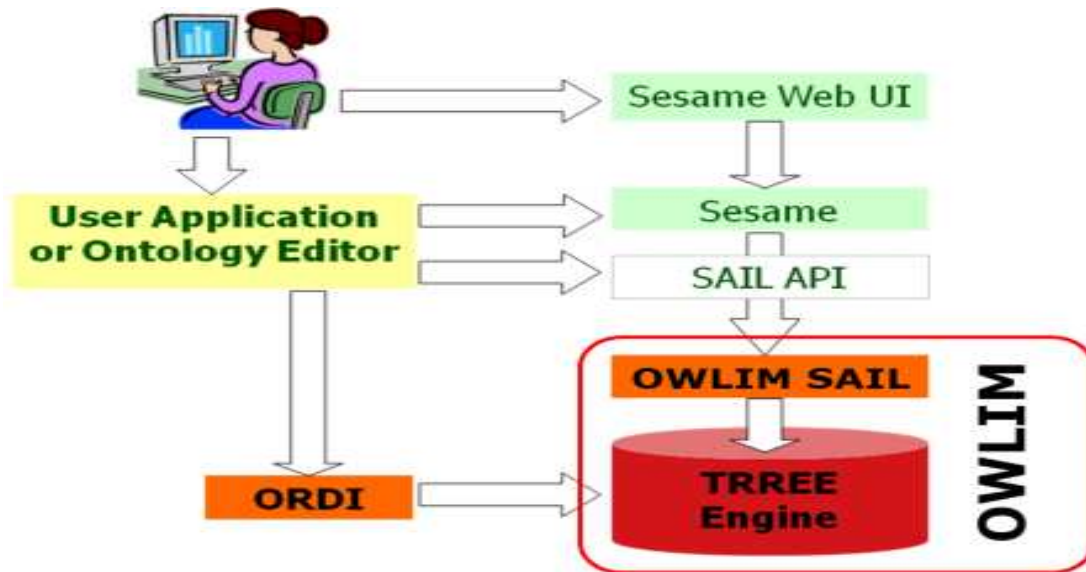 Sesame Web UI
User Application
or Ontology Editor
Sesame
SAIL API
OWLIM SAIL
TRREE
Engine
ORDI
OWLIM